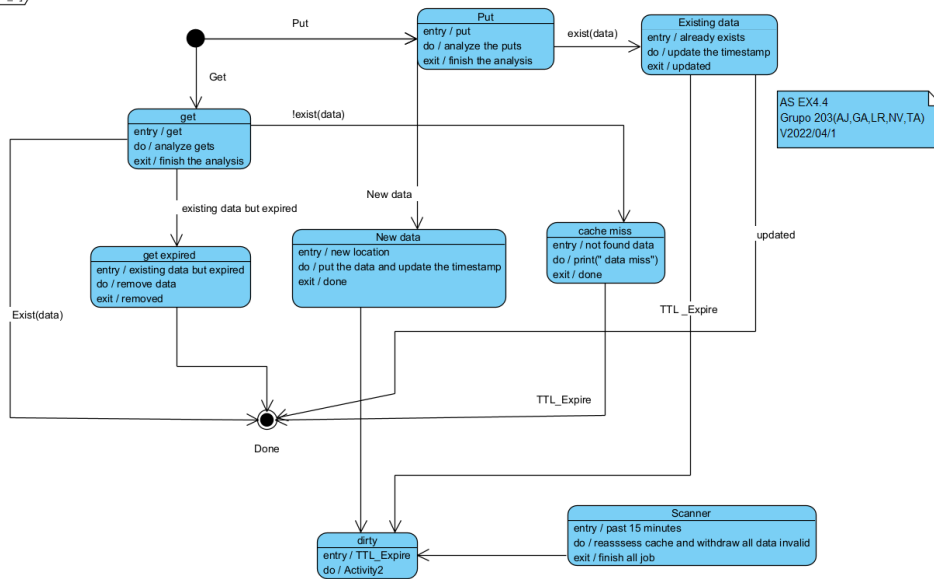 Put
Put
entry / put
do / analyze the puts
exit / finish the analysis
exist(data)
Existing data
entry / already exists
do / update the timestamp
exit / updated
Get
AS EX4.4
Grupo 203(AJ,GA,LR,NV,TA)
V2022/04/1
get
entry / get
do / analyze gets
exit / finish the analysis
!exist(data)
New data
existing data but expired
New data
entry / new location
do / put the data and update the timestamp
exit / done
cache miss
entry / not found data
do / print(" data miss")
exit / done
updated
get expired
entry / existing data but expired
do / remove data
exit / removed
Exist(data)
TTL _Expire
TTL_Expire
Done
dirty
entry / TTL_Expire
do / Activity2
Scanner
entry / past 15 minutes
do / reasssess cache and withdraw all data invalid
exit / finish all job